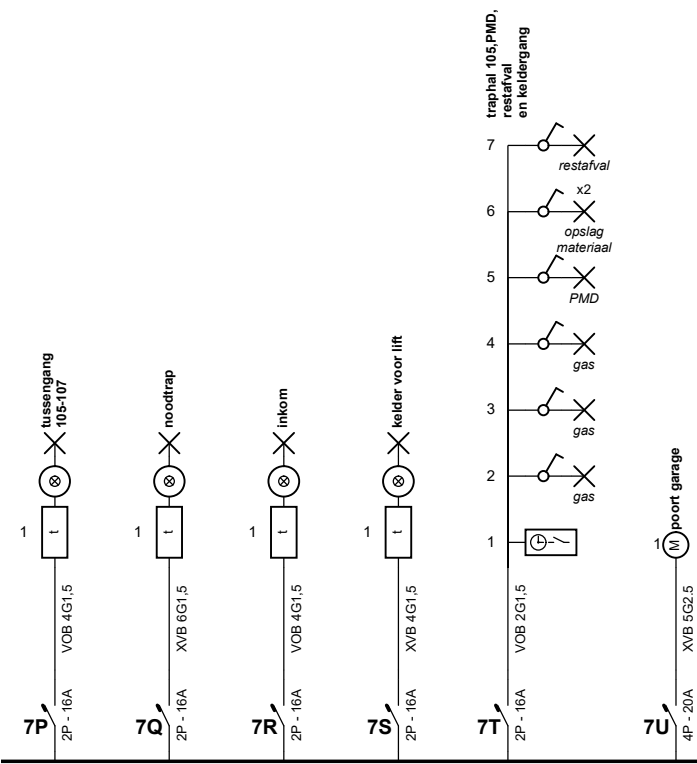 traphal 105,PMD,
restafval
en keldergang
7
restafval
x2
6
opslag
materiaal
5
PMD
4
gas
3
gas
2
gas
1
tussengang
105-107
1
t
VOB 4G1,5
7P
2P - 16A
noodtrap
1
t
XVB 6G1,5
7Q
2P - 16A
inkom
1
t
VOB 4G1,5
7R
2P - 16A
kelder voor lift
1
t
XVB 4G1,5
7S
2P - 16A
VOB 2G1,5
7T
2P - 16A
poort garage
1
M
XVB 5G2,5
7U
4P - 20A